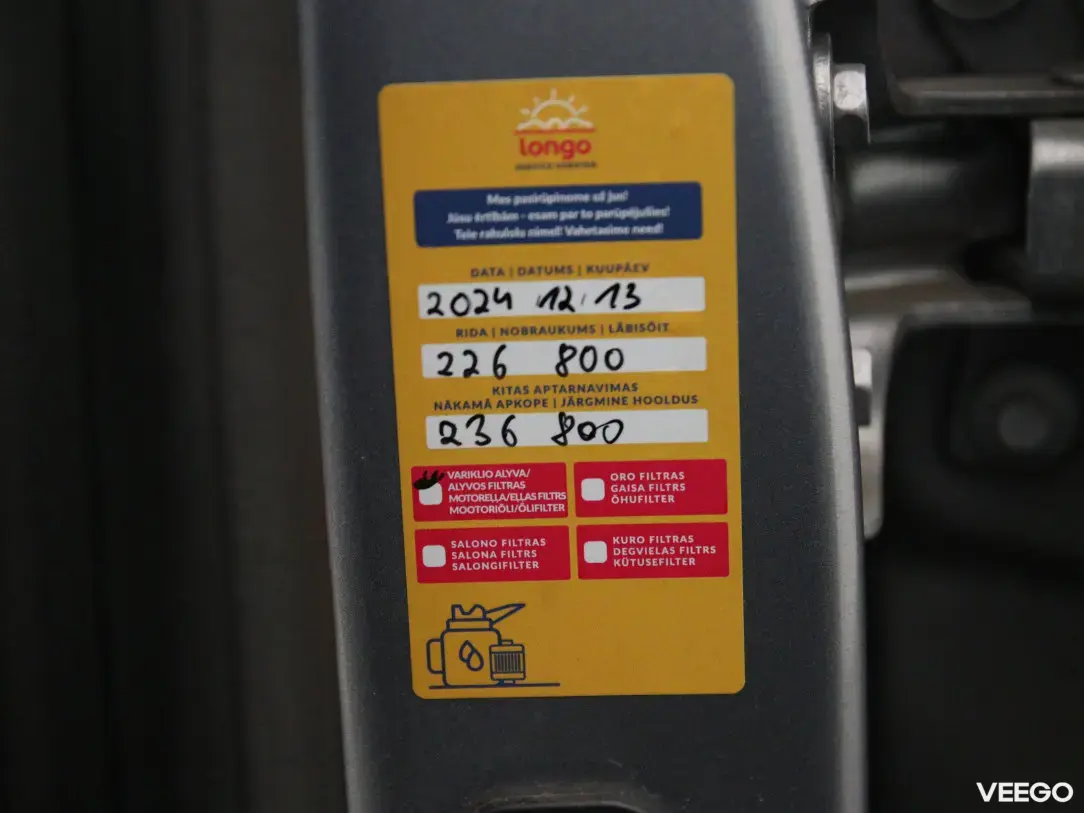 longo
Mes pasirūpinome už jus!
Jūsu ērtībām - esam par to parūpējušies!
Teie rahulolu nimel! Vahetasime need!
DATA | DATUMS | KUUPÄEV
2024 12. 13
RIDA | NOBRAUKUMS | LÄBISÕIT
226 800
KITAS APTARNAVIMAS
NĀKAMĀ APKOPE | JÄRGMINE HOOLDUS
236 800
VARIKLIO ALYVA/
ALYVOS FILTRAS
MOTOREĻĻA/EĻĻAS FILTRS
MOOTORIÕLI/ÕLIFILTER
ORO FILTRAS
GAISA FILTRS
ÕHUFILTER
SALONO FILTRAS
SALONA FILTRS
SALONGIFILTER
KURO FILTRAS
DEGVIELAS FILTRS
KÜTUSEFILTER
VEEGO